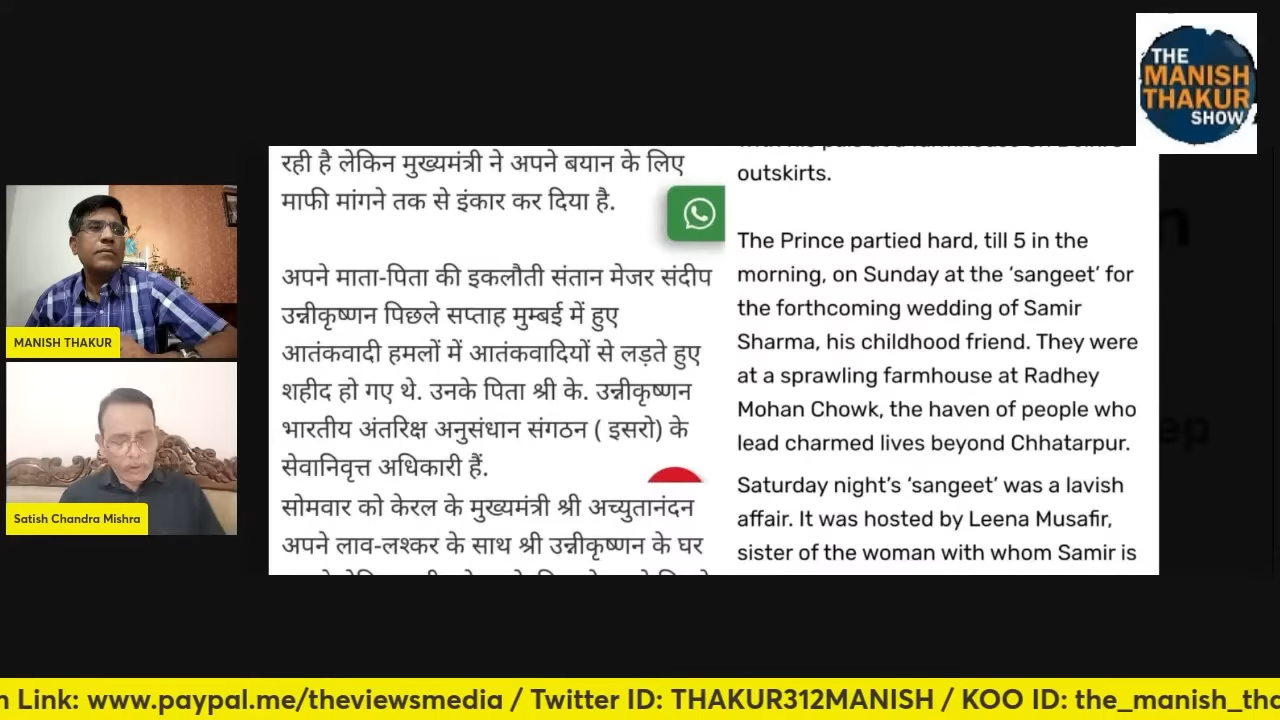 THE
MANISH
THAKUR
SHOW
MANISH THAKUR
Satish Chandra Mishra
रही है लेकिन मुख्यमंत्री ने अपने बयान के लिए
माफी मांगने तक से इंकार कर दिया है.
अपने माता-पिता की इकलौती संतान मेजर संदीप
उन्नीकृष्णन पिछले सप्ताह मुम्बई में हुए
आतंकवादी हमलों में आतंकवादियों से लड़ते हुए
शहीद हो गए थे. उनके पिता श्री के. उन्नीकृष्णन
भारतीय अंतरिक्ष अनुसंधान संगठन ( इसरो) के
सेवानिवृत्त अधिकारी हैं.
सोमवार को केरल के मुख्यमंत्री श्री अच्युतानंदन
अपने लाव-लश्कर के साथ श्री उन्नीकृष्णन के घर
outskirts.
The Prince partied hard, till 5 in the
morning, on Sunday at the ‘sangeet’ for
the forthcoming wedding of Samir
Sharma, his childhood friend. They were
at a sprawling farmhouse at Radhey
Mohan Chowk, the haven of people who
lead charmed lives beyond Chhatarpur.
Saturday night’s ‘sangeet’ was a lavish
affair. It was hosted by Leena Musafir,
sister of the woman with whom Samir is
Link: www.paypal.me/theviewsmedia / Twitter ID: THAKUR312MANISH / KOO ID: the_manish_tha